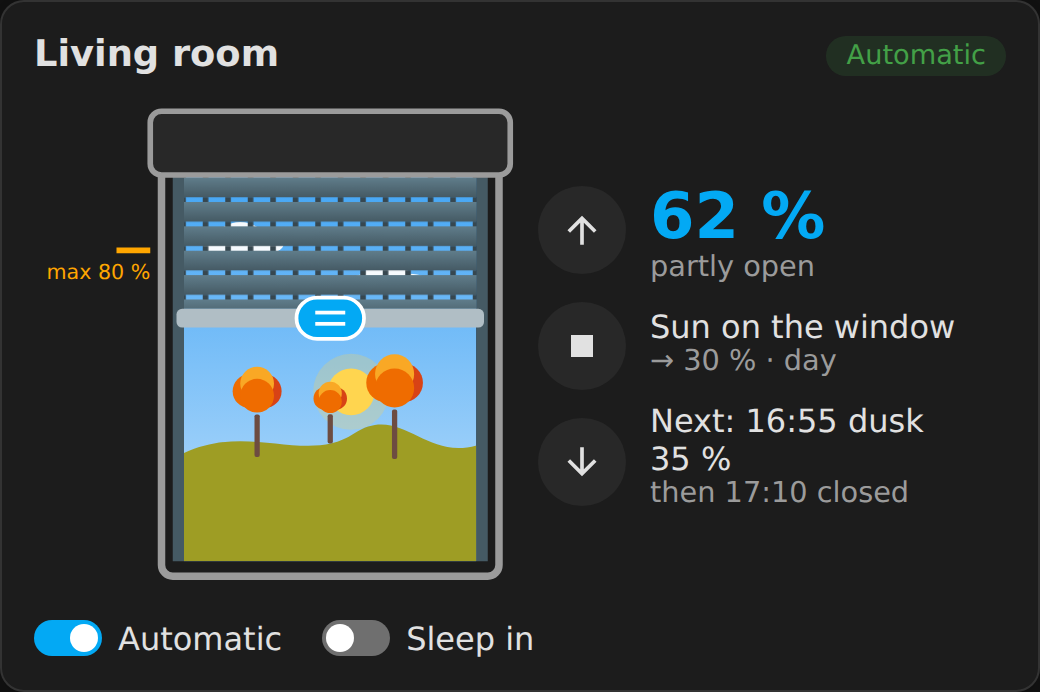 Living room
Automatic
max 80 %
62 %
partly open
Sun on the window
→ 30 % · day
Next: 16:55 dusk
35 %
then 17:10 closed
Automatic
Sleep in